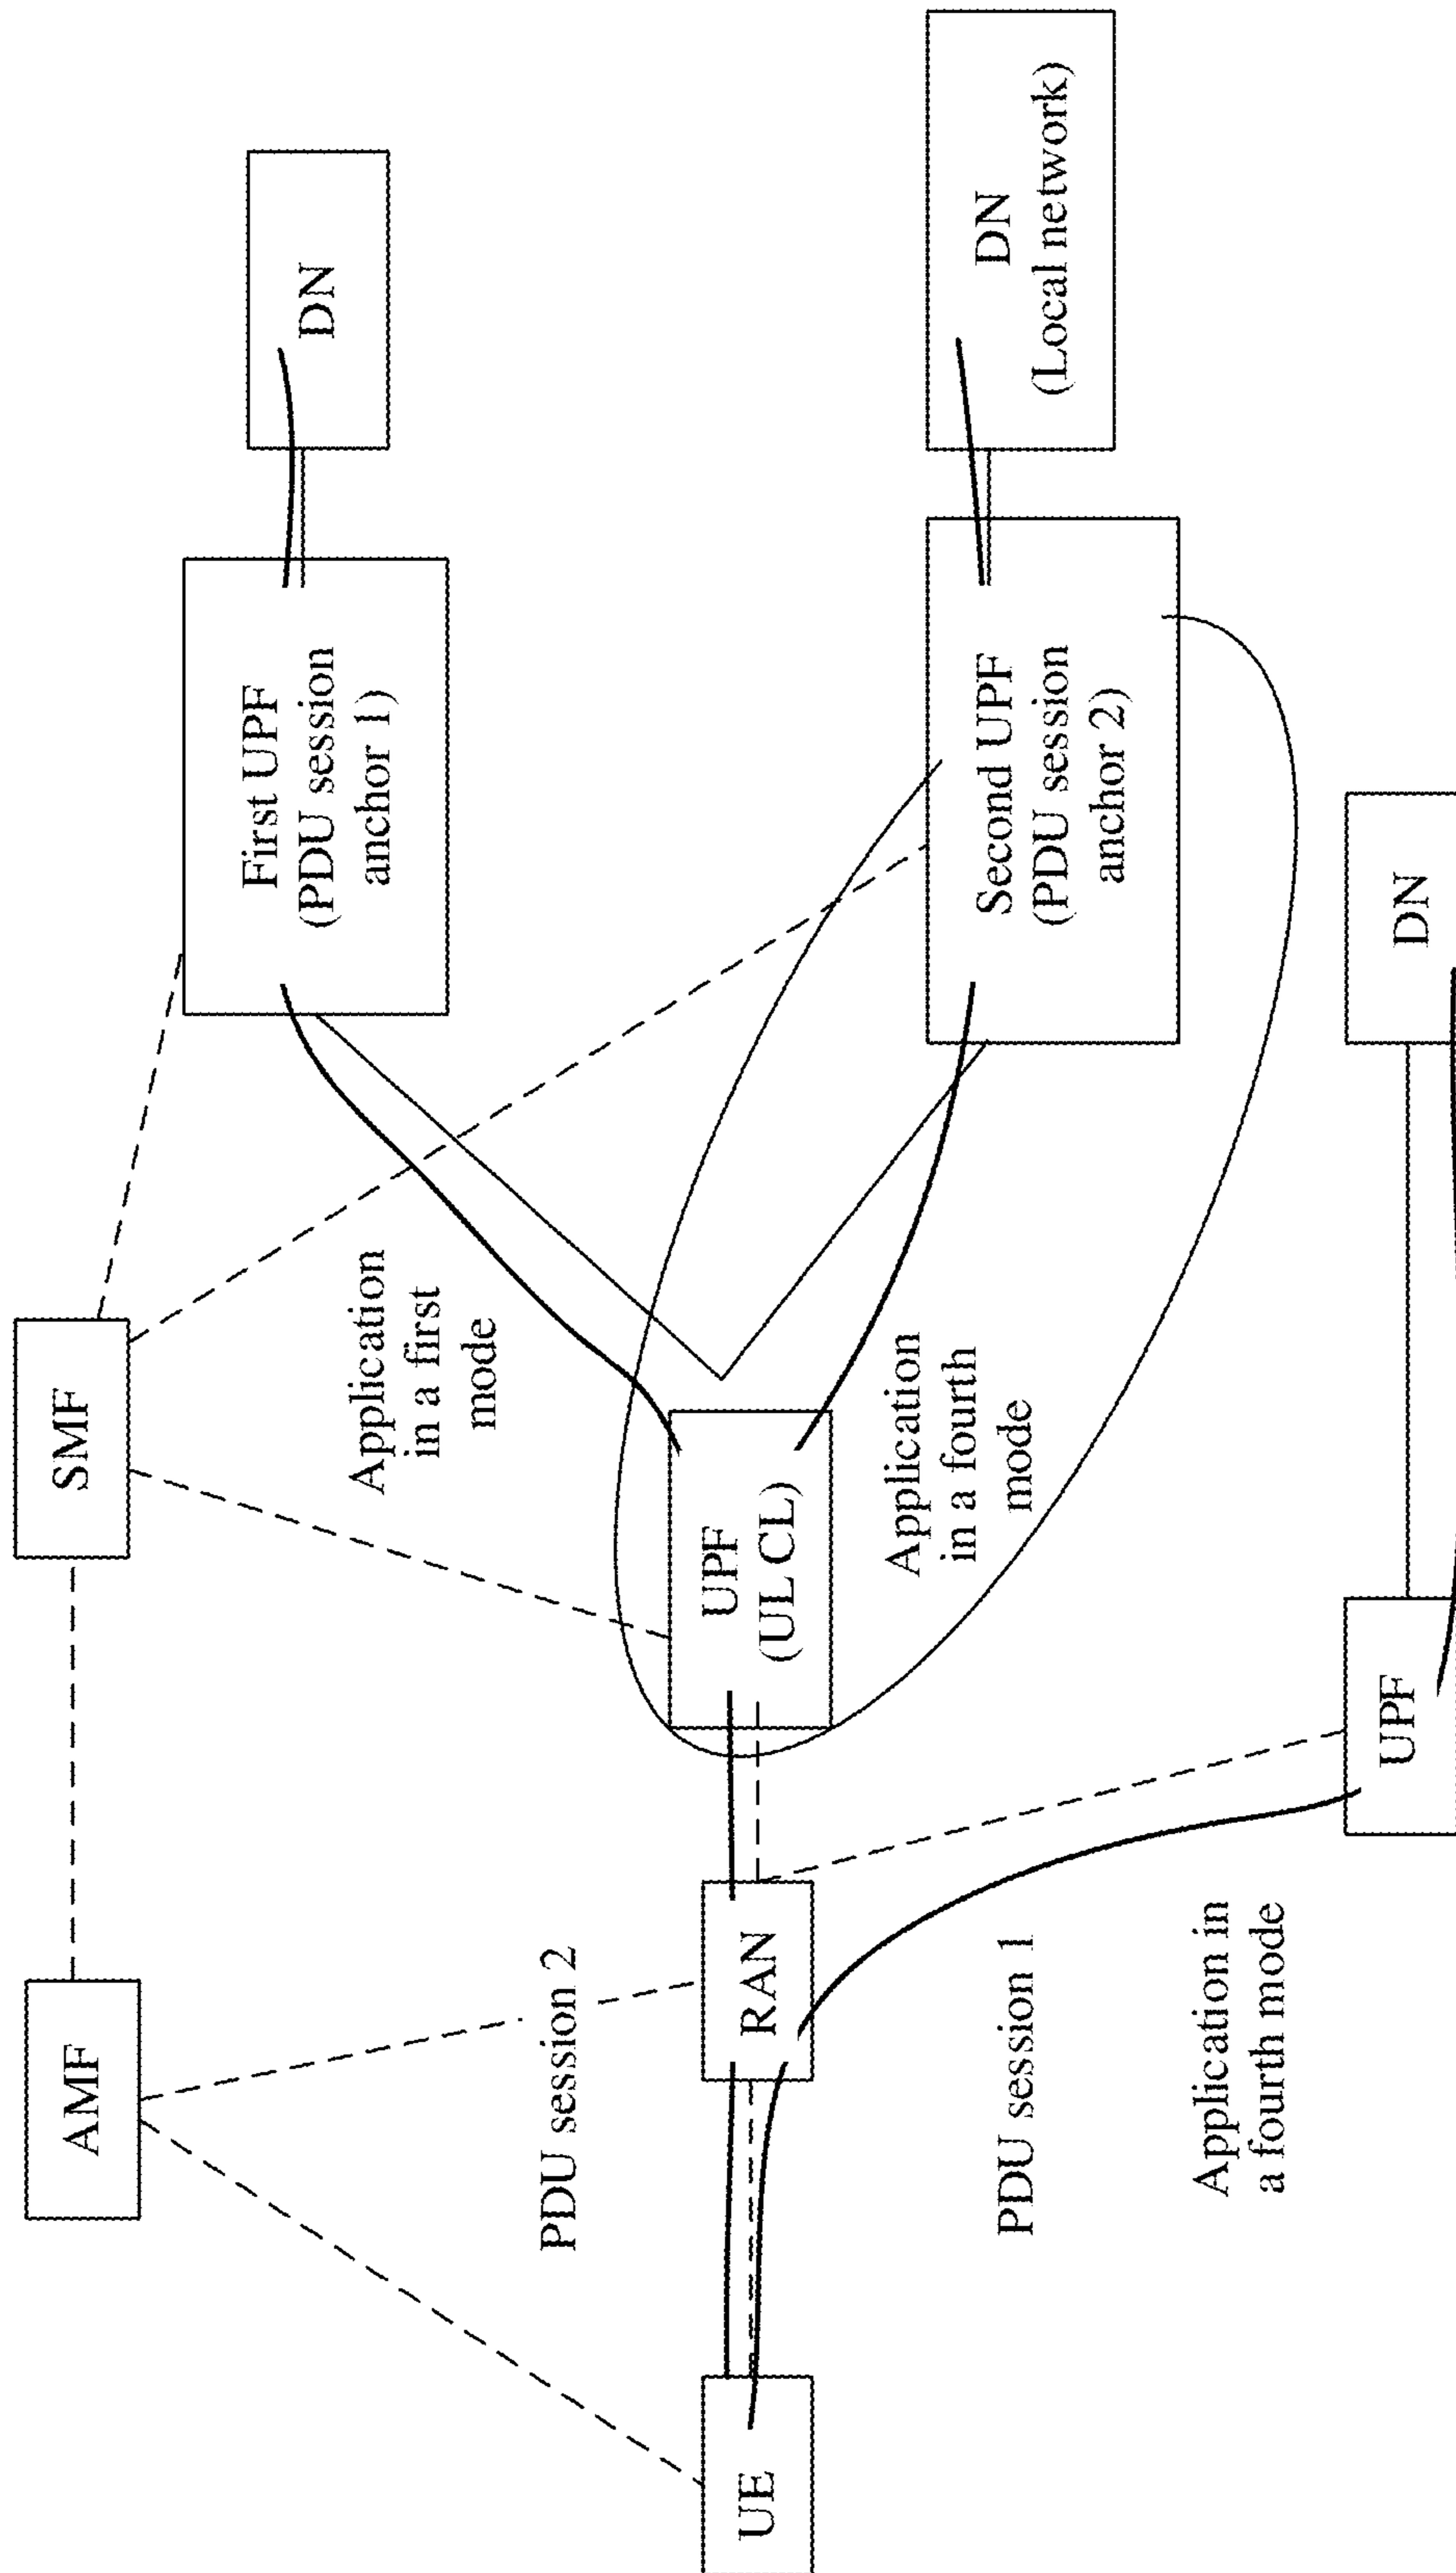 AMF
SMF
First UPF
(PDU session
anchor 1)
DN
Application
in a first
mode
PDU session 2
UE
RAN
UPF
(UL CL)
Application
in a fourth
mode
Second UPF
(PDU session
anchor 2)
DN
(Local network)
PDU session 1
Application in
a fourth mode
UPF
DN